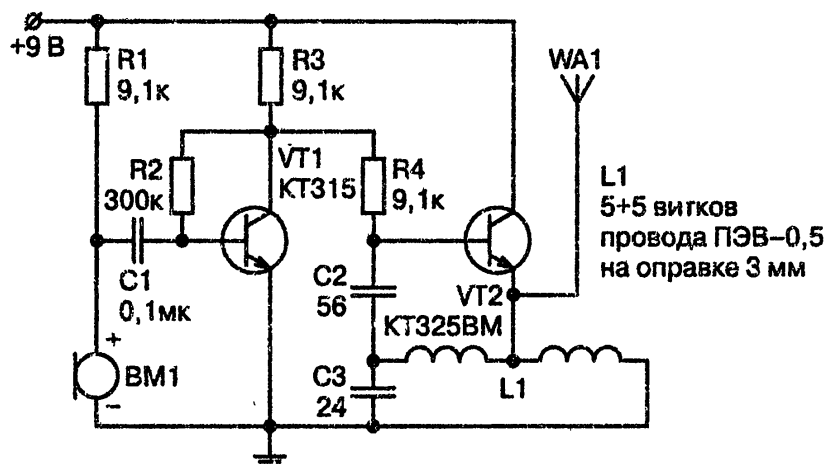 +9 В
R1
9,1к
R3
9,1к
WA1
R2
300к
VT1
КТ315
R4
9,1к
L1
5+5 витков
провода ПЭВ–0,5
на оправке 3 мм
C1
0,1мк
C2
56
VT2
КТ325ВМ
+
BM1
–
C3
24
L1